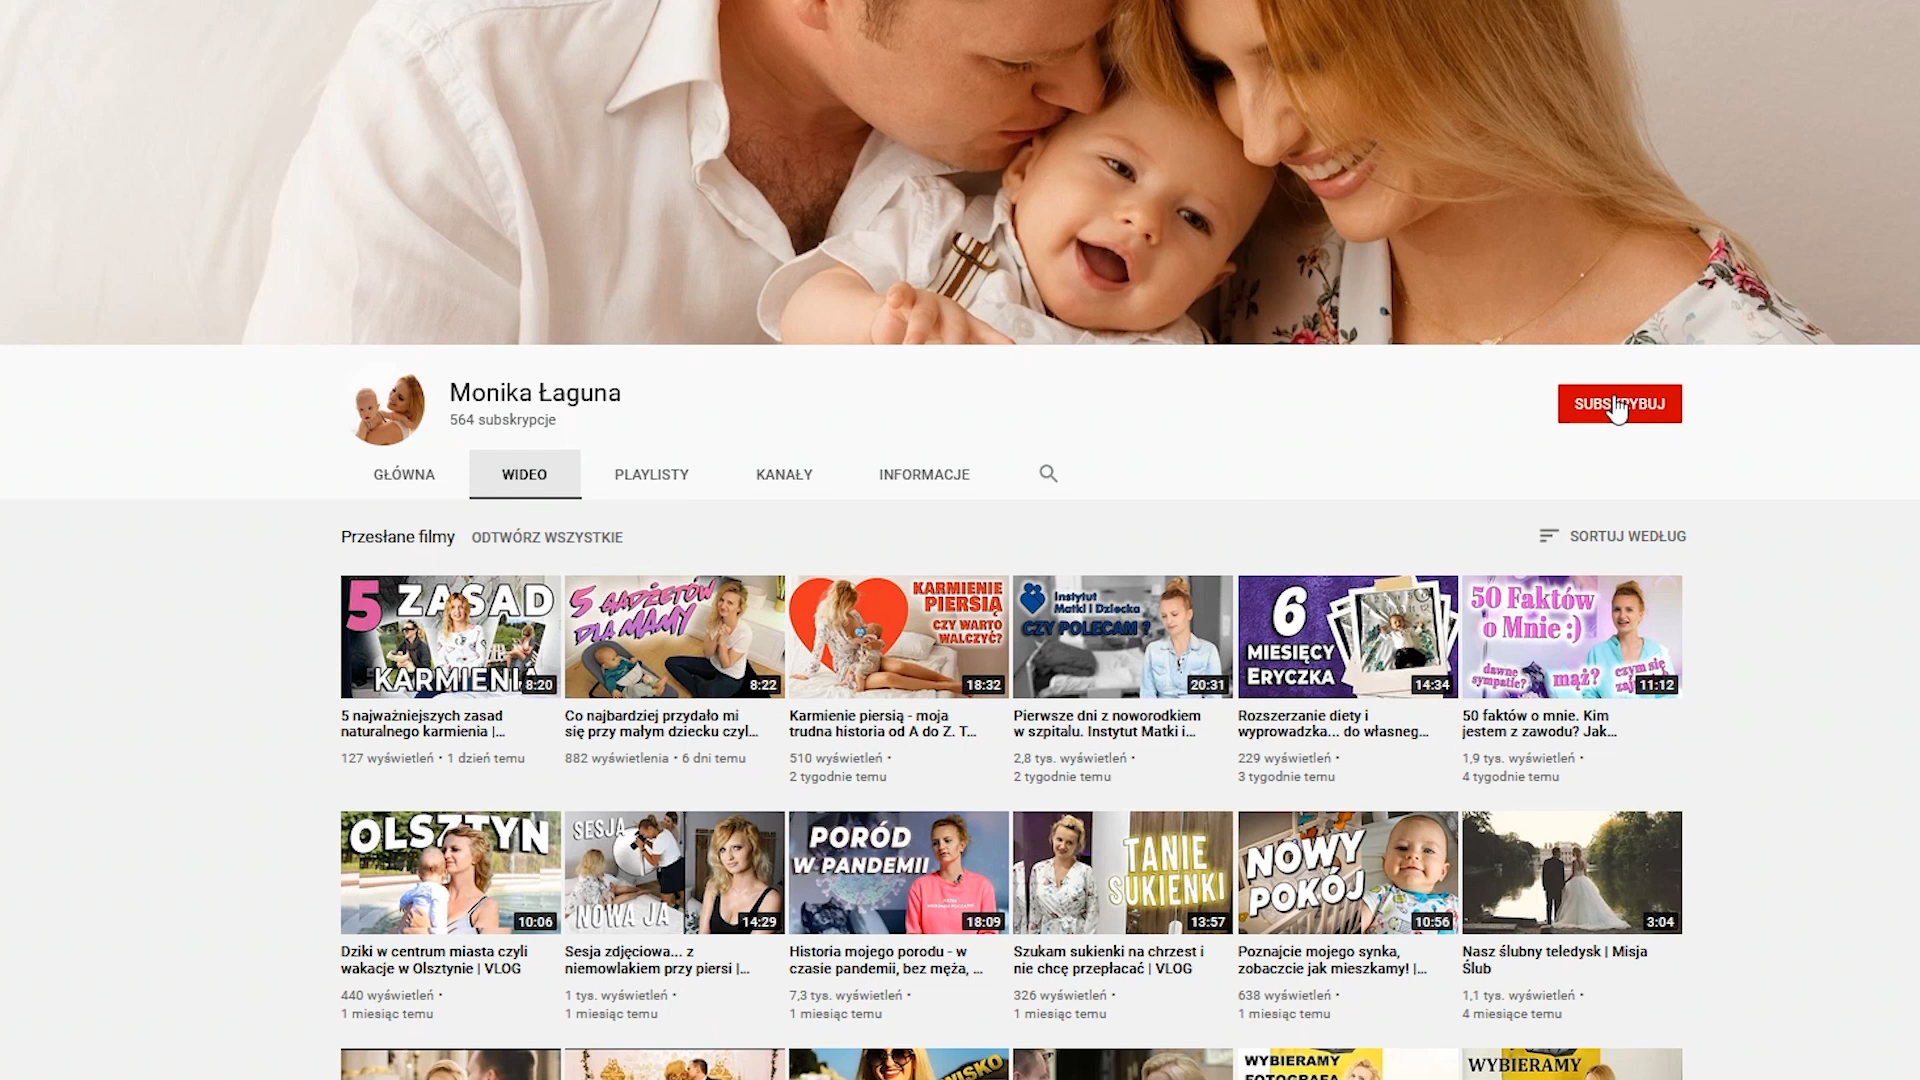 Monika Łaguna
564 subskrypcje
SUBSKRYBUJ
GŁÓWNA
WIDEO
PLAYLISTY
KANAŁY
INFORMACJE
Przesłane filmy
ODTWÓRZ WSZYSTKIE
SORTUJ WEDŁUG
5 ZASAD
KARMIENIA
8:20
5 najważniejszych zasad
naturalnego karmienia |...
127 wyświetleń • 1 dzień temu
5 GADŻETÓW
DLA MAMY
8:22
Co najbardziej przydało mi
się przy małym dziecku czyl...
882 wyświetlenia • 6 dni temu
KARMIENIE
PIERSIĄ
CZY WARTO
WALCZYĆ?
18:32
Karmienie piersią - moja
trudna historia od A do Z. T...
510 wyświetleń •
2 tygodnie temu
Instytut
Matki i Dziecka
CZY POLECAM ?
20:31
Pierwsze dni z noworodkiem
w szpitalu. Instytut Matki i...
2,8 tys. wyświetleń •
2 tygodnie temu
6
MIESIĘCY
ERYCZKA
14:34
Rozszerzanie diety i
wyprowadzka... do własneg...
229 wyświetleń •
3 tygodnie temu
50 Faktów
o Mnie :)
dawne
sympatie?
mąż?
czym się
11:12
50 faktów o mnie. Kim
jestem z zawodu? Jak...
1,9 tys. wyświetleń •
4 tygodnie temu
OLSZTYN
10:06
Dziki w centrum miasta czyli
wakacje w Olsztynie | VLOG
440 wyświetleń •
1 miesiąc temu
SESJA
NOWA JA
14:29
Sesja zdjęciowa... z
niemowlakiem przy piersi |...
1 tys. wyświetleń •
1 miesiąc temu
PORÓD
W PANDEMII
18:09
Historia mojego porodu - w
czasie pandemii, bez męża, ...
7,3 tys. wyświetleń •
1 miesiąc temu
TANIE
SUKIENKI
13:57
Szukam sukienki na chrzest i
nie chcę przepłacać | VLOG
326 wyświetleń •
1 miesiąc temu
NOWY
POKÓJ
10:56
Poznajcie mojego synka,
zobaczcie jak mieszkamy! |...
638 wyświetleń •
1 miesiąc temu
3:04
Nasz ślubny teledysk | Misja
Ślub
1,1 tys. wyświetleń •
4 miesiące temu
WYBIERAMY
FOTOGRAFA
WYBIERAMY